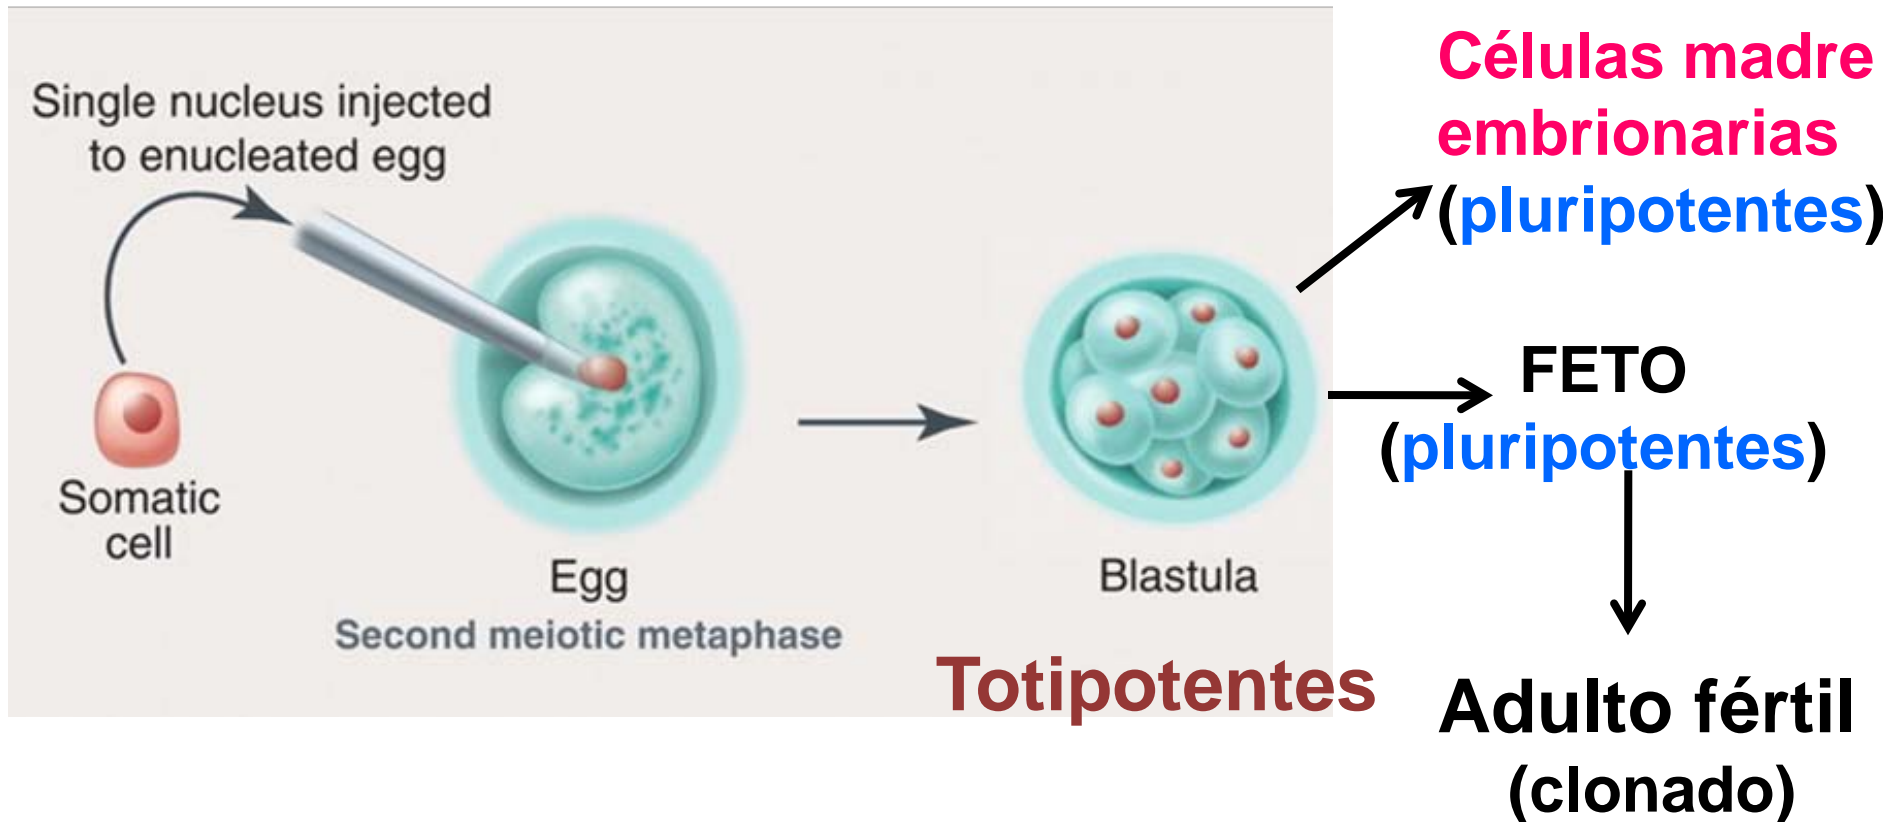 Single nucleus injected
to enucleated egg
Somatic
cell
Egg
Second meiotic metaphase
Blastula
Totipotentes
Células madre
embrionarias
(pluripotentes)
FETO
(pluripotentes)
Adulto fértil
(clonado)